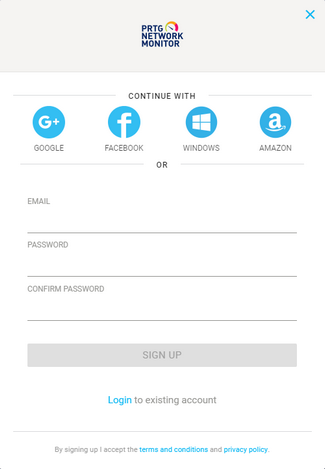 PRTG
NETWORK
MONITOR
CONTINUE WITH
G+
f
a
GOOGLE FACEBOOK WINDOWS AMAZON
OR
EMAIL
PASSWORD
CONFIRM PASSWORD
SIGN UP
Login to existing account
By signing up I accept the terms and conditions and privacy policy.